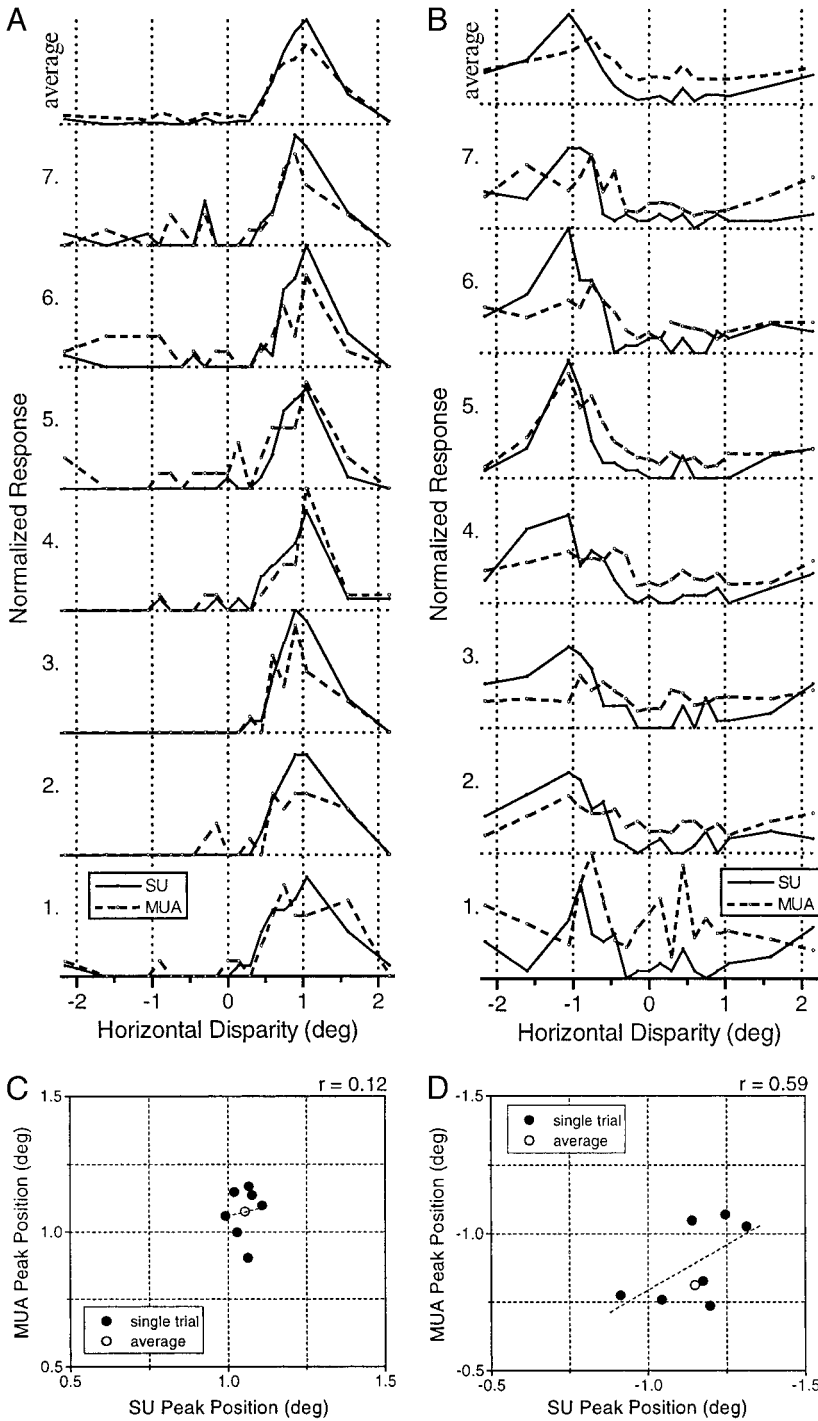 A
B
average
average
7.
7.
6.
6.
5.
5.
4.
4.
3.
3.
2.
2.
1.
1.
Normalized Response
Normalized Response
SU
MUA
SU
MUA
-2 -1 0 1 2
-2 -1 0 1 2
Horizontal Disparity (deg)
Horizontal Disparity (deg)
C
r = 0.12
1.5
1.0
0.5
MUA Peak Position (deg)
single trial
average
0.5 1.0 1.5
SU Peak Position (deg)
D
r = 0.59
-1.5
-1.0
-0.5
MUA Peak Position (deg)
single trial
average
-0.5 -1.0 -1.5
SU Peak Position (deg)